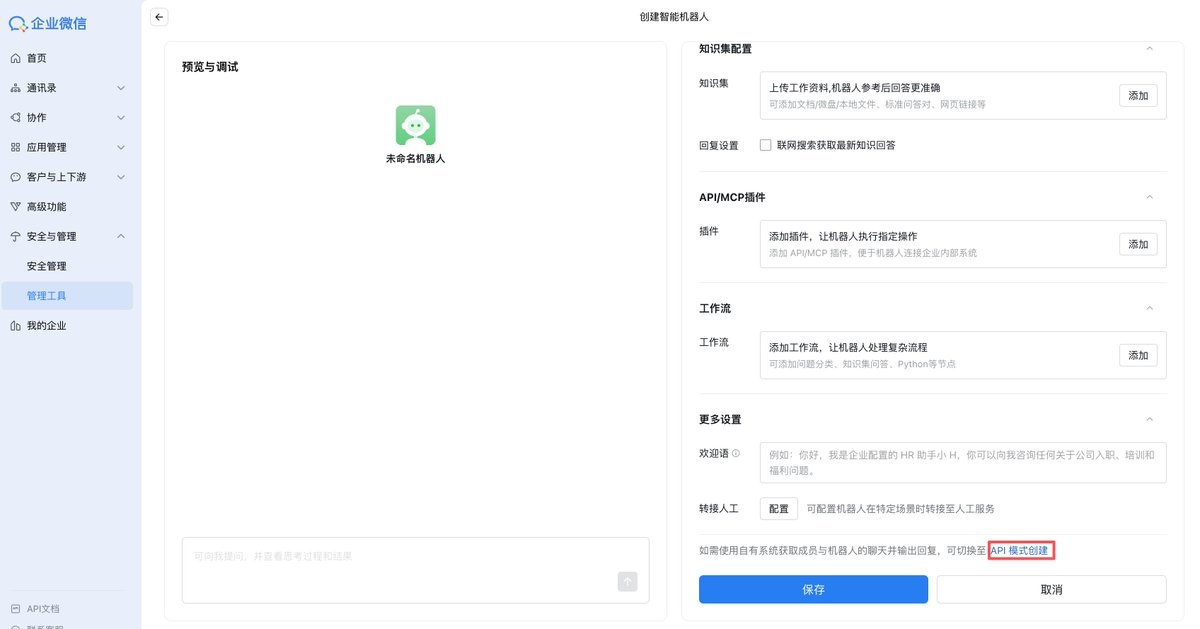 企业微信
首页
通讯录
协作
应用管理
客户与上下游
高级功能
安全与管理
安全管理
管理工具
我的企业
API文档
联系客服
创建智能机器人
预览与调试
未命名机器人
可向我提问，并查看思考过程和结果
知识集配置
知识集
上传工作资料,机器人参考后回答更准确
可添加文档/微盘/本地文件、标准问答对、网页链接等
添加
回复设置
联网搜索获取最新知识回答
API/MCP插件
插件
添加插件，让机器人执行指定操作
添加 API/MCP 插件，便于机器人连接企业内部系统
添加
工作流
工作流
添加工作流，让机器人处理复杂流程
可添加问题分类、知识集问答、Python等节点
添加
更多设置
欢迎语
例如：你好，我是企业配置的 HR 助手小 H，你可以向我咨询任何关于公司入职、培训和
福利问题。
转接人工
配置
可配置机器人在特定场景时转接至人工服务
如需使用自有系统获取成员与机器人的聊天并输出回复，可切换至 API 模式创建
保存
取消